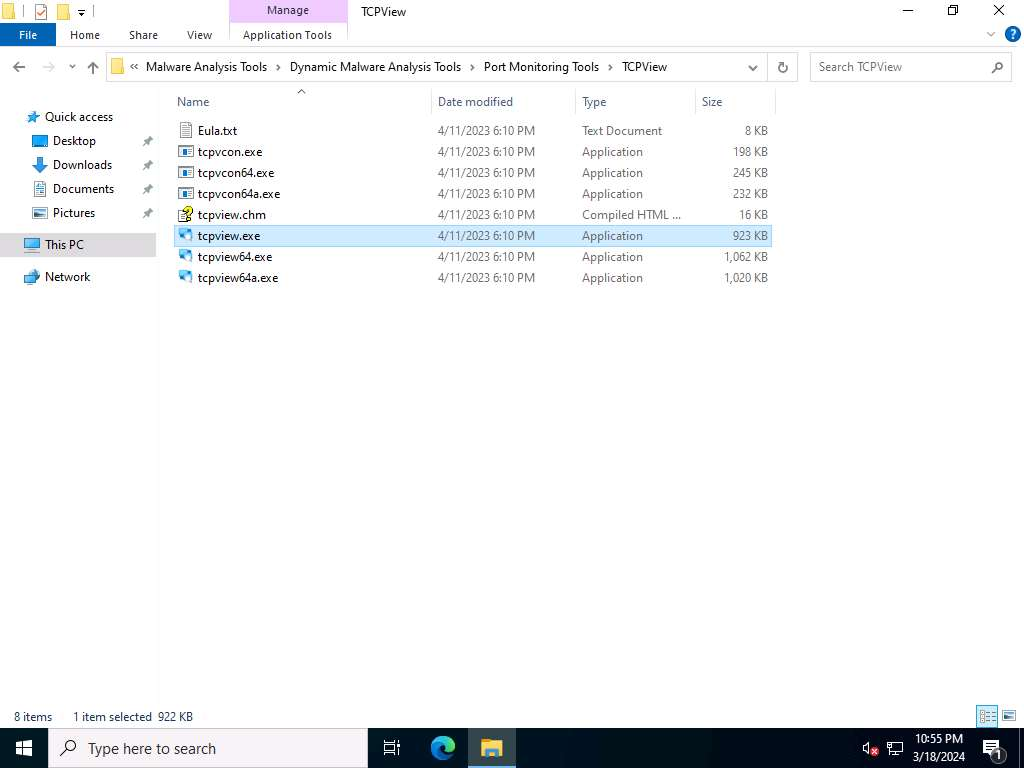 Manage
TCPView
File
Home
Share
View
Application Tools
« Malware Analysis Tools › Dynamic Malware Analysis Tools › Port Monitoring Tools › TCPView
Search TCPView
Name
Date modified
Type
Size
Quick access
Desktop
Downloads
Documents
Pictures
This PC
Network
Eula.txt 4/11/2023 6:10 PM Text Document 8 KB
tcpvcon.exe 4/11/2023 6:10 PM Application 198 KB
tcpvcon64.exe 4/11/2023 6:10 PM Application 245 KB
tcpvcon64a.exe 4/11/2023 6:10 PM Application 232 KB
tcpview.chm 4/11/2023 6:10 PM Compiled HTML ... 16 KB
tcpview.exe 4/11/2023 6:10 PM Application 923 KB
tcpview64.exe 4/11/2023 6:10 PM Application 1,062 KB
tcpview64a.exe 4/11/2023 6:10 PM Application 1,020 KB
8 items
1 item selected 922 KB
Type here to search
10:55 PM
3/18/2024
1